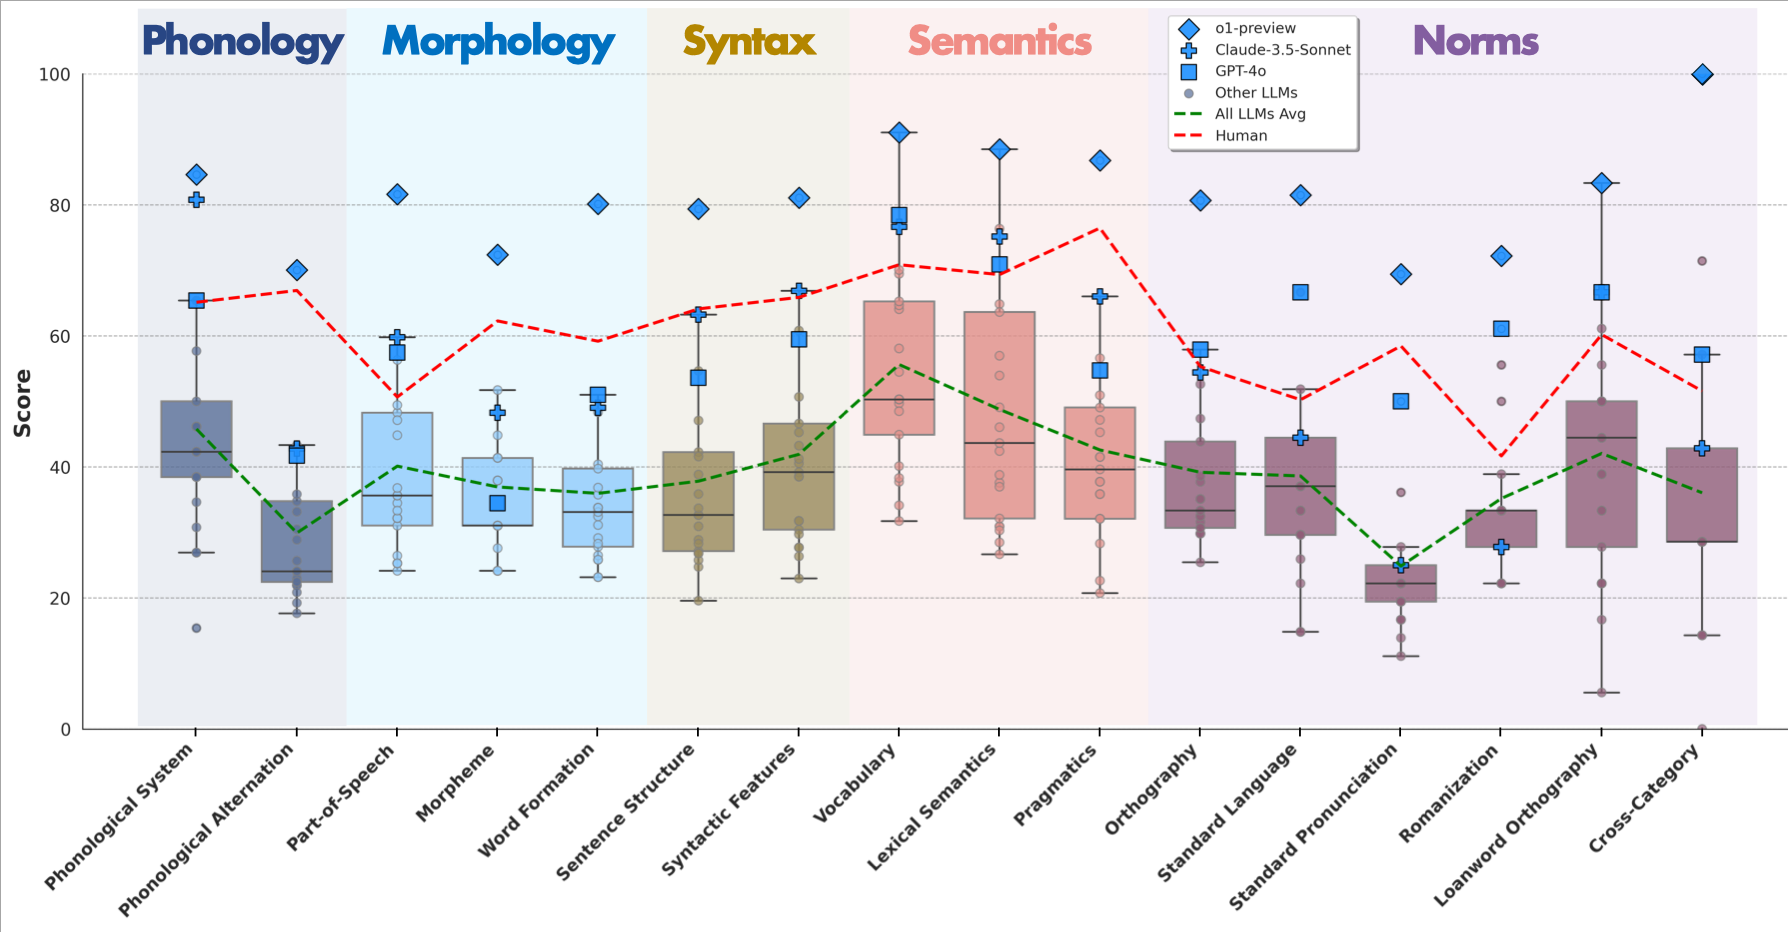 Phonology Morphology Syntax Semantics Norms
o1-preview
Claude-3.5-Sonnet
GPT-4o
Other LLMs
All LLMs Avg
Human
100
80
60
40
20
0
Score
Phonological System
Phonological Alternation
Part-of-Speech
Morpheme
Word Formation
Sentence Structure
Syntactic Features
Vocabulary
Lexical Semantics
Pragmatics
Orthography
Standard Language
Standard Pronunciation
Romanization
Loanword Orthography
Cross-Category